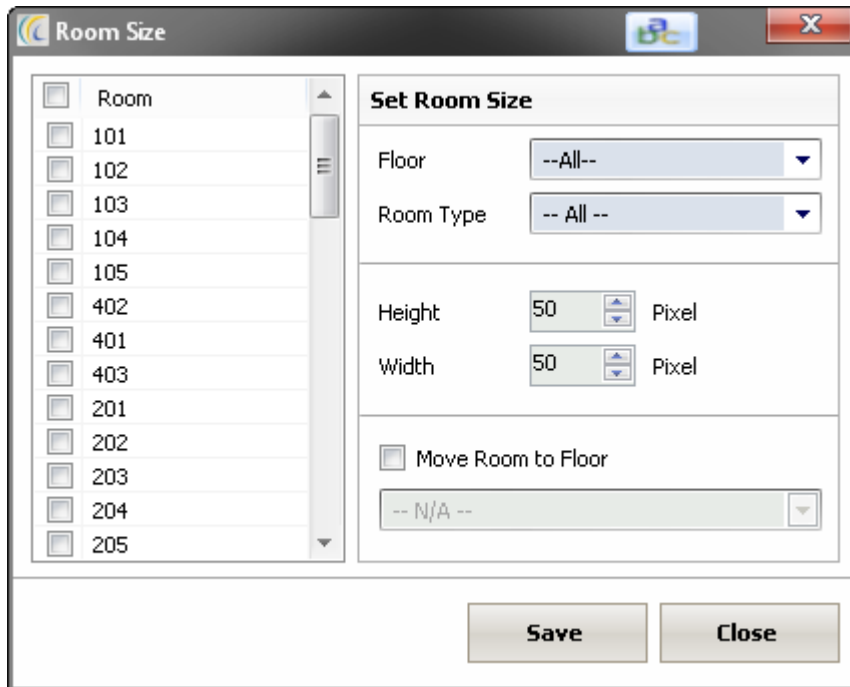 Room Size
abc
X
Room
101
102
103
104
105
402
401
403
201
202
203
204
205
Set Room Size
Floor --All--
Room Type -- All --
Height 50 Pixel
Width 50 Pixel
Move Room to Floor
-- N/A --
Save Close